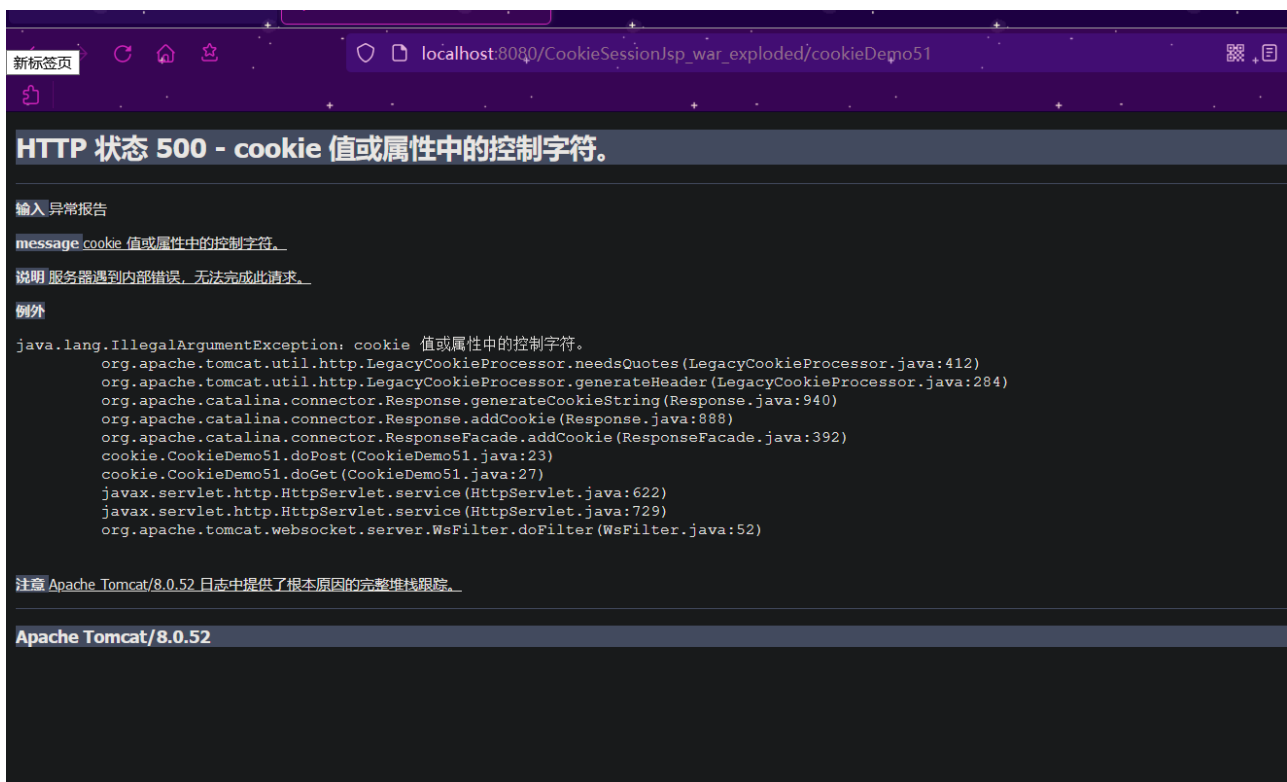 新标签页
localhost:8080/CookieSessionJsp_war_exploded/cookieDemo51
HTTP 状态 500 - cookie 值或属性中的控制字符。
输入 异常报告
message cookie 值或属性中的控制字符。
说明 服务器遇到内部错误，无法完成此请求。
例外
java.lang.IllegalArgumentException：cookie 值或属性中的控制字符。
org.apache.tomcat.util.http.LegacyCookieProcessor.needsQuotes(LegacyCookieProcessor.java:412)
org.apache.tomcat.util.http.LegacyCookieProcessor.generateHeader(LegacyCookieProcessor.java:284)
org.apache.catalina.connector.Response.generateCookieString(Response.java:940)
org.apache.catalina.connector.Response.addCookie(Response.java:888)
org.apache.catalina.connector.ResponseFacade.addCookie(ResponseFacade.java:392)
cookie.CookieDemo51.doPost(CookieDemo51.java:23)
cookie.CookieDemo51.doGet(CookieDemo51.java:27)
javax.servlet.http.HttpServlet.service(HttpServlet.java:622)
javax.servlet.http.HttpServlet.service(HttpServlet.java:729)
org.apache.tomcat.websocket.server.WsFilter.doFilter(WsFilter.java:52)
注意 Apache Tomcat/8.0.52 日志中提供了根本原因的完整堆栈跟踪。
Apache Tomcat/8.0.52